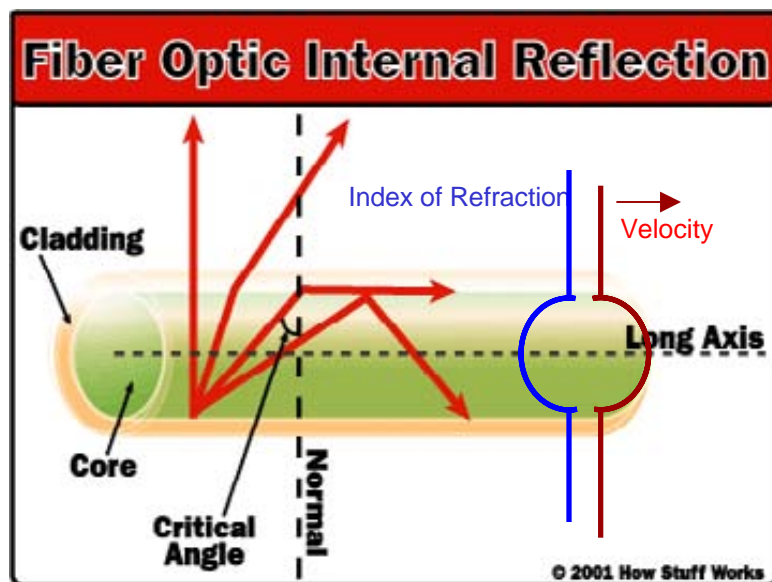 Fiber Optic Internal Reflection
Index of Refraction
Velocity
Cladding
Long Axis
Core
Normal
Critical
Angle
© 2001 How Stuff Works